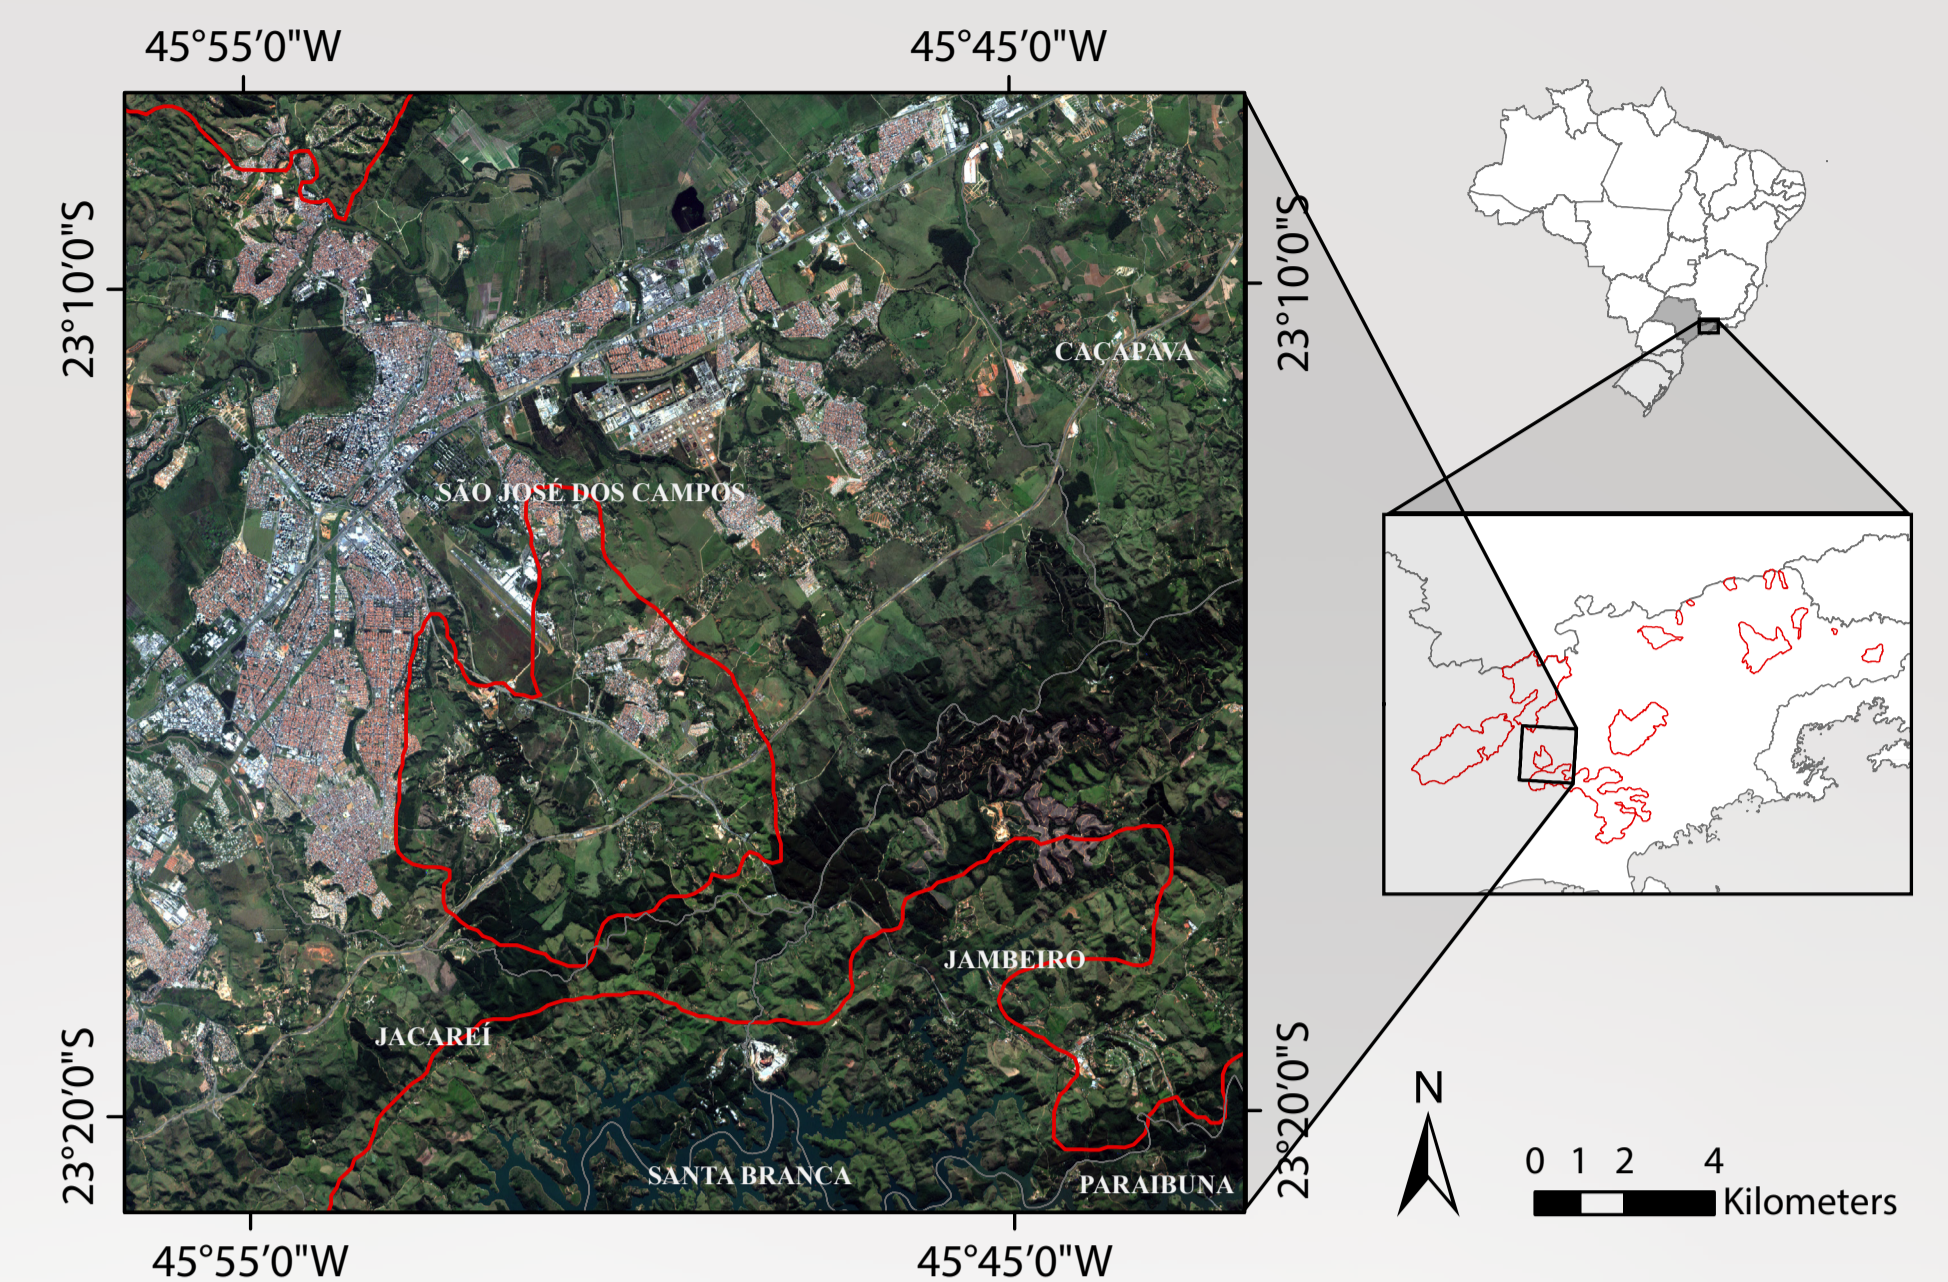 45°55'0"W
45°45'0"W
23°10'0"S
23°10'0"S
CAÇAPAVA
SÃO JOSÉ DOS CAMPOS
JAMBEIRO
JACAREÍ
23°20'0"S
23°20'0"S
SANTA BRANCA
PARAIBUNA
45°55'0"W
45°45'0"W
N
0 1 2 4
Kilometers